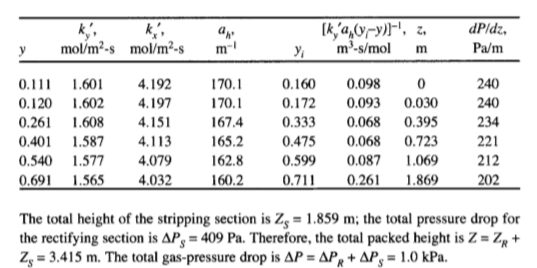 y k_y′, mol/m²-s k_x′, mol/m²-s a_h, m⁻¹ y_i [k_y′a_h(y_i–y)]⁻¹, m³-s/mol z, m dP/dz, Pa/m
0.111 1.601 4.192 170.1 0.160 0.098 0 240
0.120 1.602 4.197 170.1 0.172 0.093 0.030 240
0.261 1.608 4.151 167.4 0.333 0.068 0.395 234
0.401 1.587 4.113 165.2 0.475 0.068 0.723 221
0.540 1.577 4.079 162.8 0.599 0.087 1.069 212
0.691 1.565 4.032 160.2 0.711 0.261 1.869 202
The total height of the stripping section is Z_S = 1.859 m; the total pressure drop for
the rectifying section is ΔP_S = 409 Pa. Therefore, the total packed height is Z = Z_R +
Z_S = 3.415 m. The total gas-pressure drop is ΔP = ΔP_R + ΔP_S = 1.0 kPa.